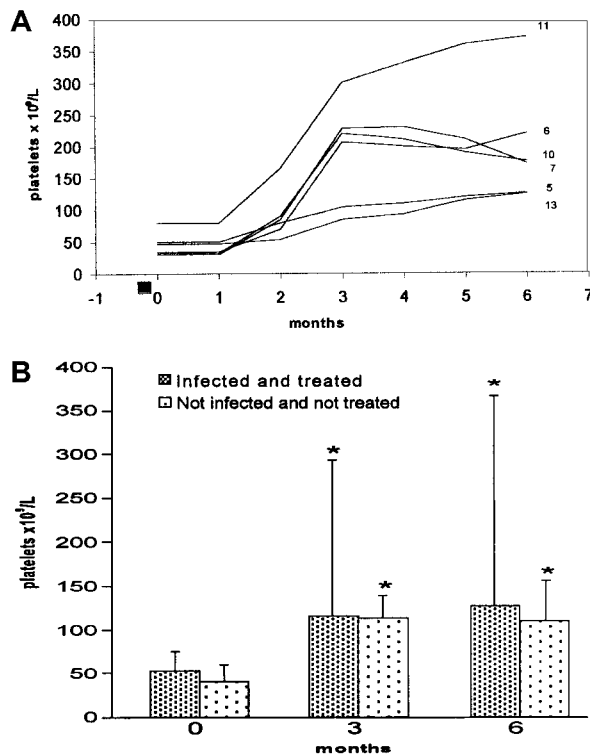 A
platelets x 10⁹/L
400
350
300
250
200
150
100
50
0
-1 0 1 2 3 4 5 6 7
months
11
6
10
7
5
13
B
platelets x10⁹/L
400
350
300
250
200
150
100
50
0
Infected and treated
Not infected and not treated
*
*
*
*
0 3 6
months